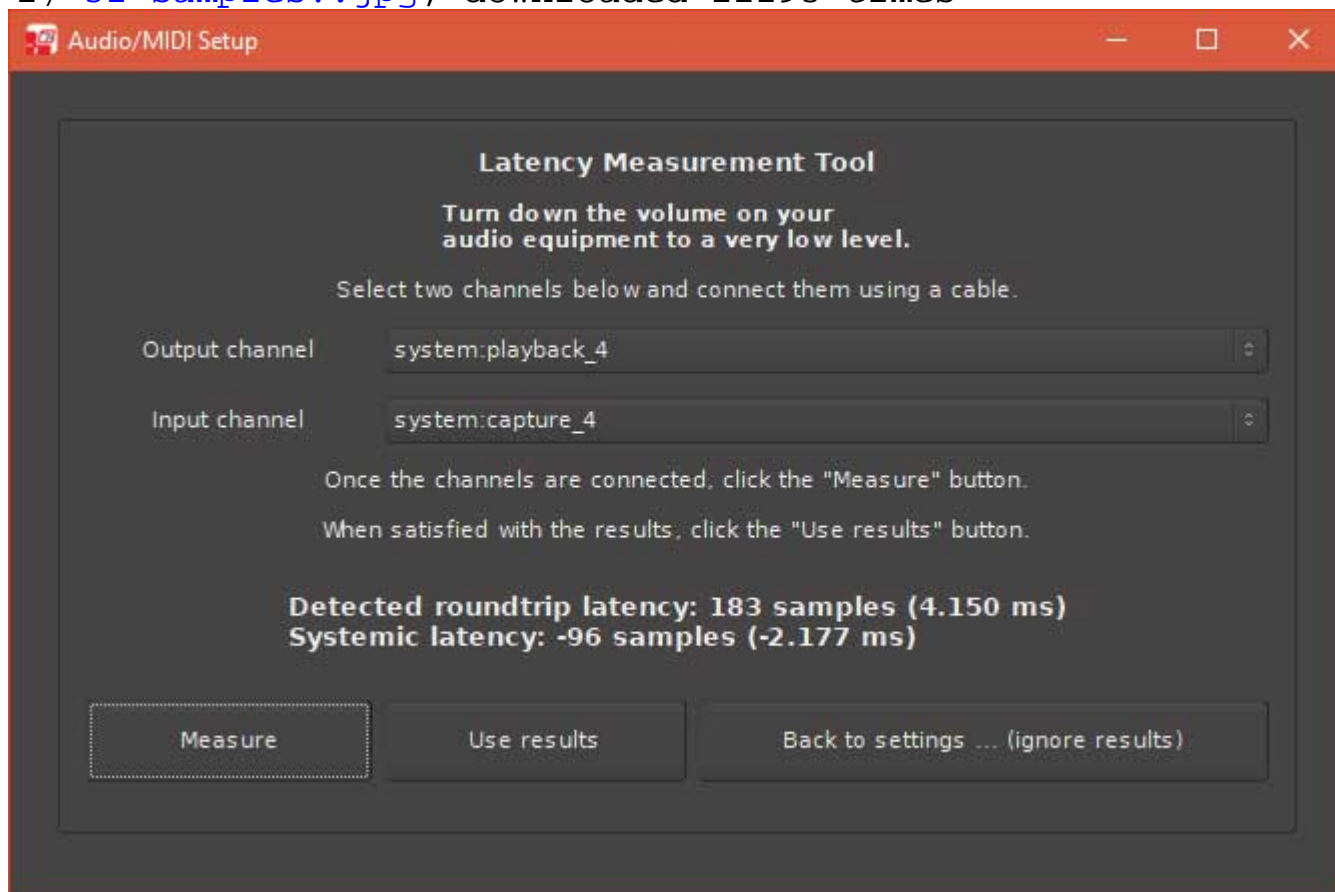 Audio/MIDI Setup
Latency Measurement Tool
Turn down the volume on your
audio equipment to a very low level.
Select two channels below and connect them using a cable.
Output channel system:playback_4
Input channel system:capture_4
Once the channels are connected, click the "Measure" button.
When satisfied with the results, click the "Use results" button.
Detected roundtrip latency: 183 samples (4.150 ms)
Systemic latency: -96 samples (-2.177 ms)
Measure Use results Back to settings ... (ignore results)